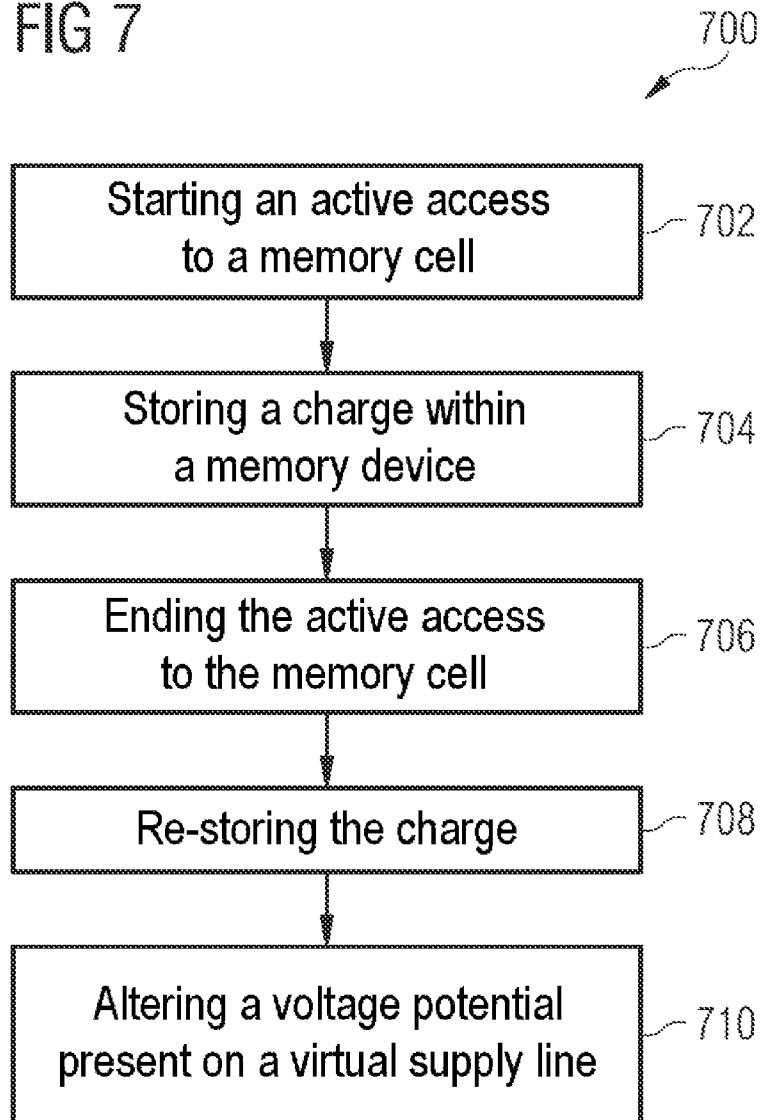 FIG 7
700
Starting an active access
to a memory cell
702
Storing a charge within
a memory device
704
Ending the active access
to the memory cell
706
Re-storing the charge
708
Altering a voltage potential
present on a virtual supply line
710